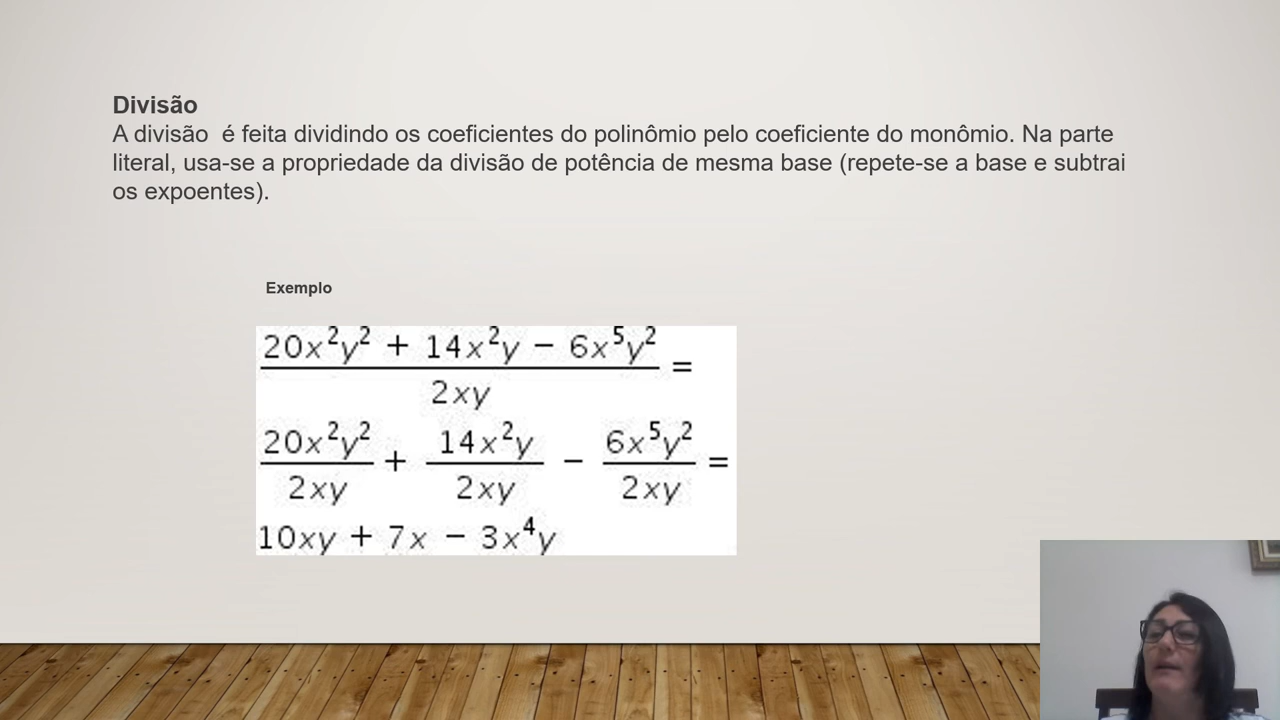 Divisão
A divisão é feita dividindo os coeficientes do polinômio pelo coeficiente do monômio. Na parte
literal, usa-se a propriedade da divisão de potência de mesma base (repete-se a base e subtrai
os expoentes).
Exemplo
20x²y² + 14x²y − 6x⁵y² =
2xy
20x²y² + 14x²y − 6x⁵y² =
2xy 2xy 2xy
10xy + 7x − 3x⁴y